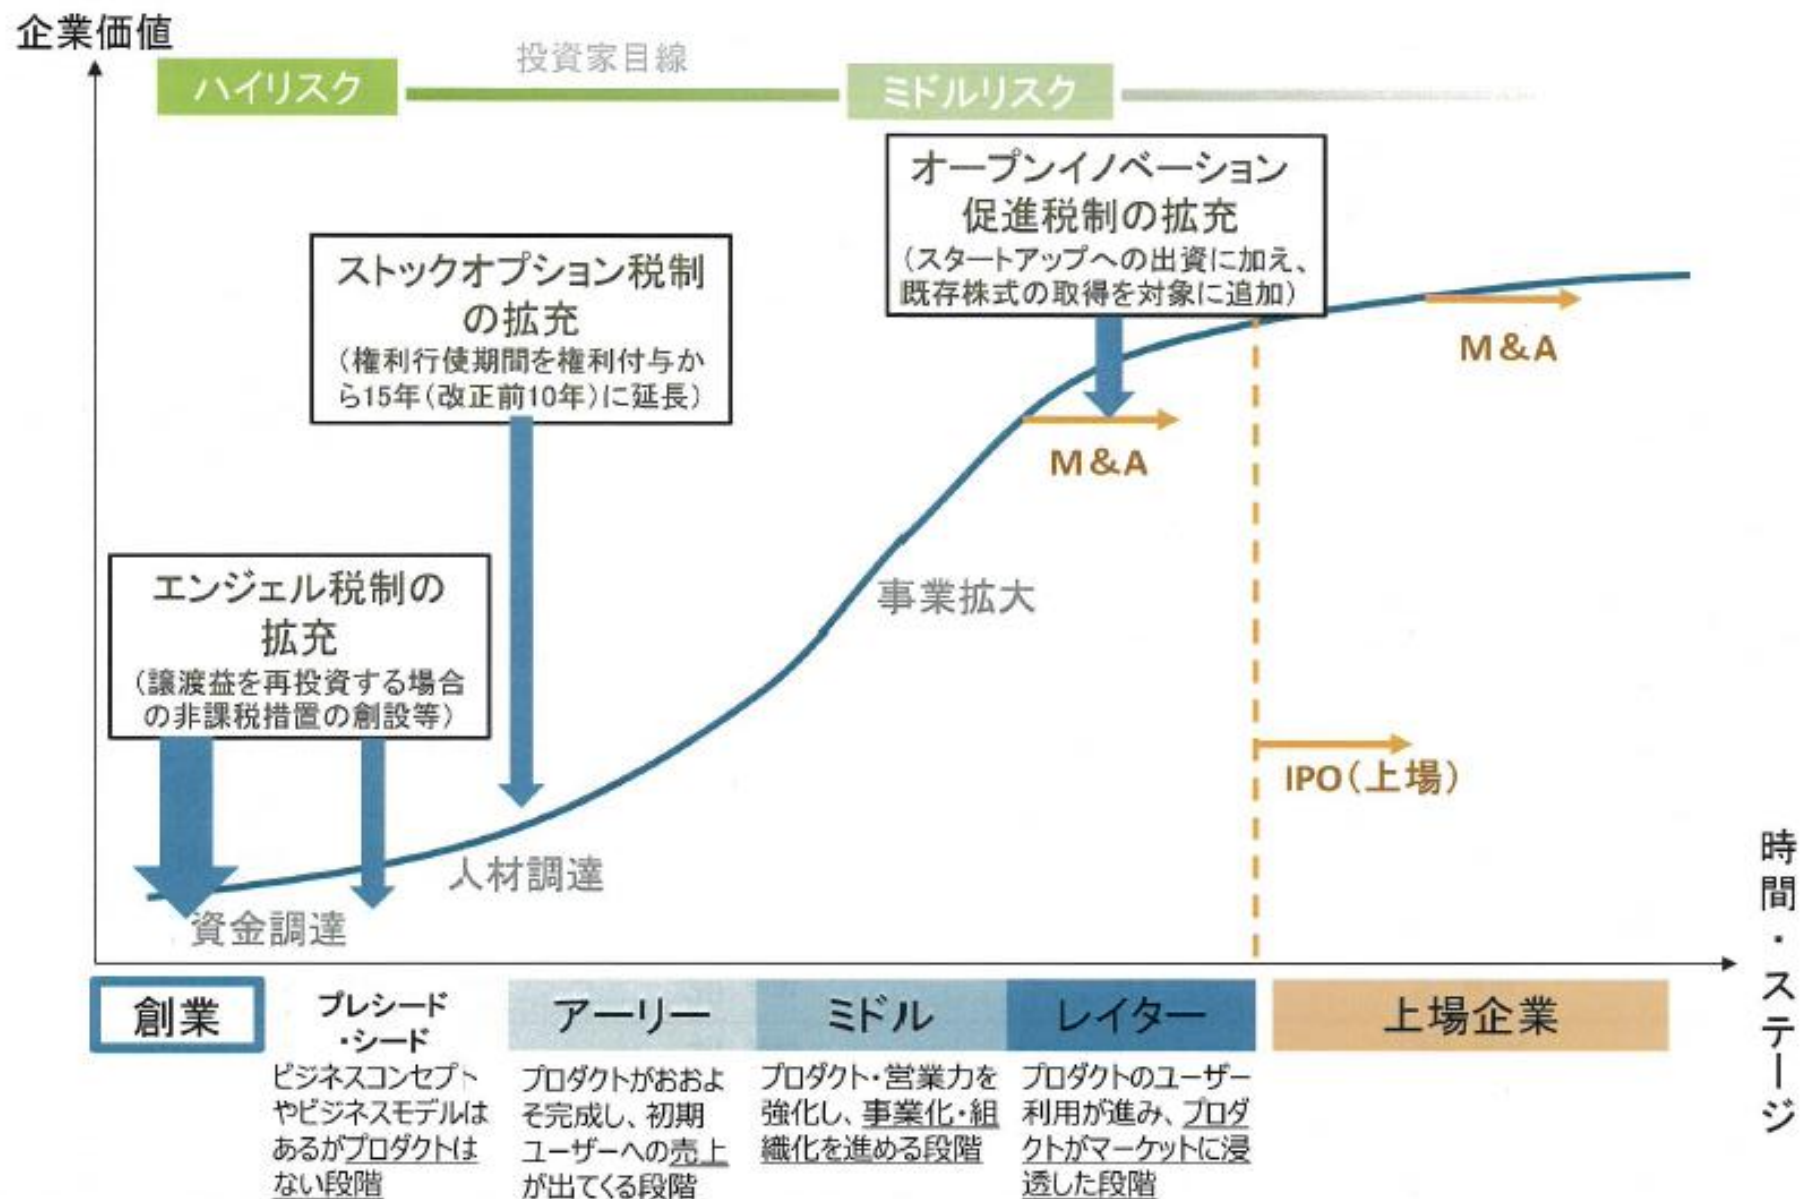 企業価値
ハイリスク
投資家目線
ミドルリスク
オープンイノベーション
促進税制の拡充
（スタートアップへの出資に加え、
既存株式の取得を対象に追加）
ストックオプション税制
の拡充
（権利行使期間を権利付与か
ら15年（改正前10年）に延長）
M&A
M&A
エンジェル税制の
拡充
（譲渡益を再投資する場合
の非課税措置の創設等）
事業拡大
IPO（上場）
人材調達
資金調達
時間・ステージ
創業
プレシード
・シード
ビジネスコンセプト
やビジネスモデルは
あるがプロダクトは
ない段階
アーリー
プロダクトがおおよ
そ完成し、初期
ユーザーへの売上
が出てくる段階
ミドル
プロダクト・営業力を
強化し、事業化・組
織化を進める段階
レイター
プロダクトのユーザー
利用が進み、プロダ
クトがマーケットに浸
透した段階
上場企業